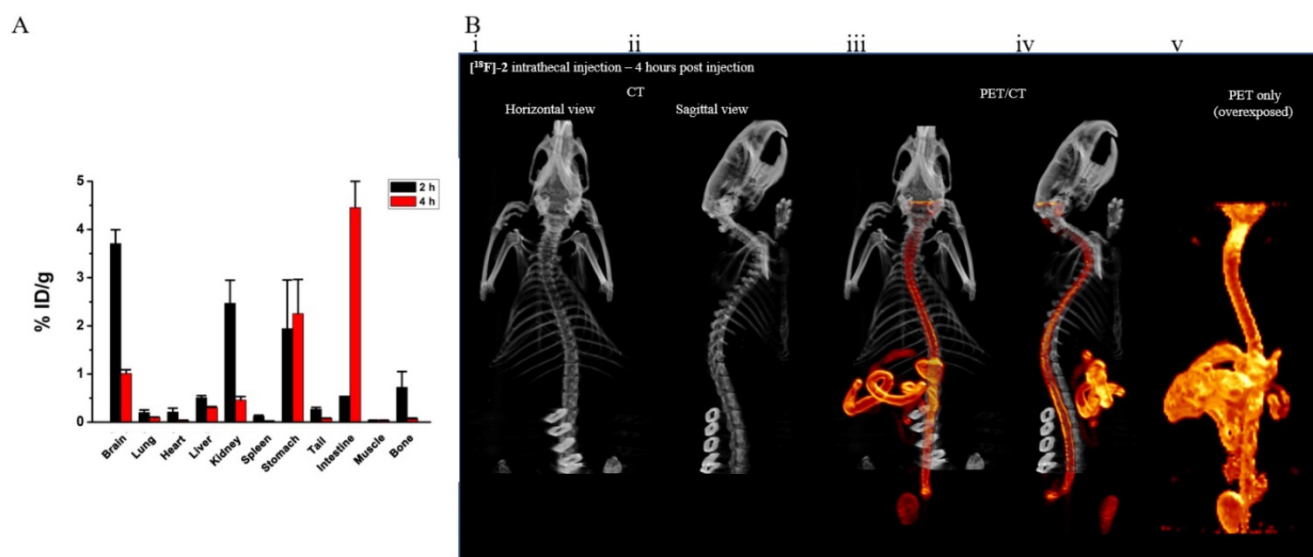 A
B
i ii iii iv v
[¹⁸F]-2 intrathecal injection – 4 hours post injection
CT PET/CT PET only
(overexposed)
Horizontal view Sagittal view
% ID/g
5
4
3
2
1
0
2 h
4 h
Brain
Lung
Heart
Liver
Kidney
Spleen
Stomach
Tail
Intestine
Muscle
Bone